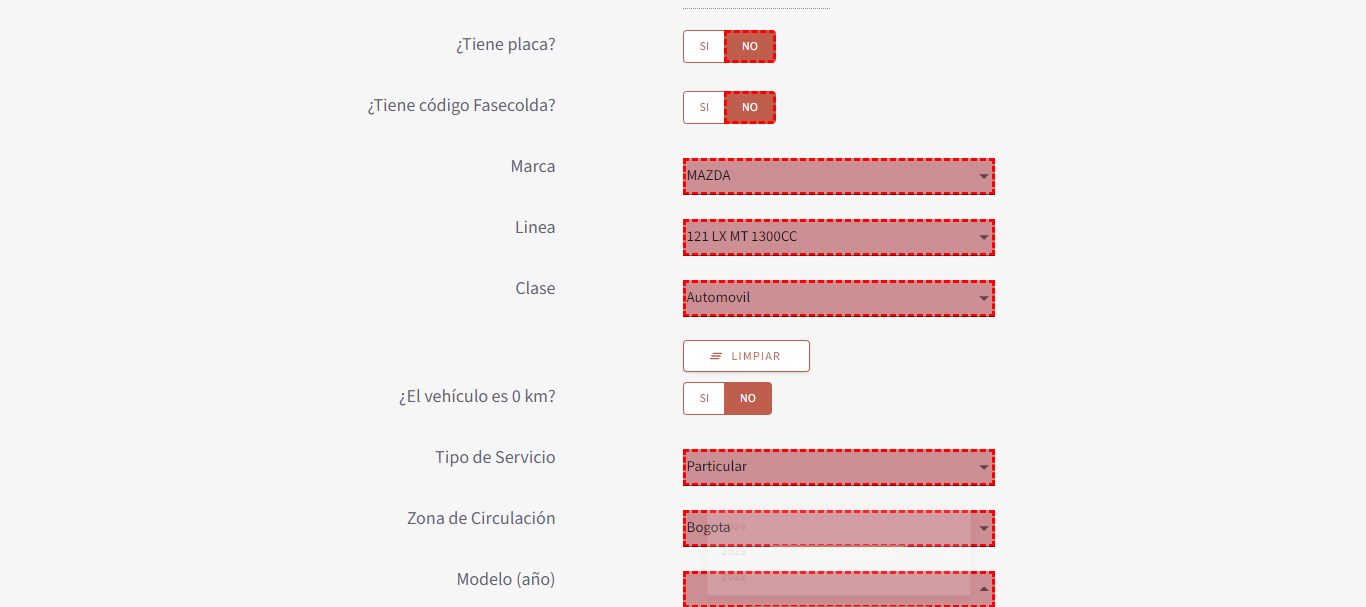 ¿Tiene placa? SI NO
¿Tiene código Fasecolda? SI NO
Marca MAZDA
Linea 121 LX MT 1300CC
Clase Automovil
LIMPIAR
¿El vehículo es 0 km? SI NO
Tipo de Servicio Particular
Zona de Circulación Bogota
2023
Modelo (año)
2022